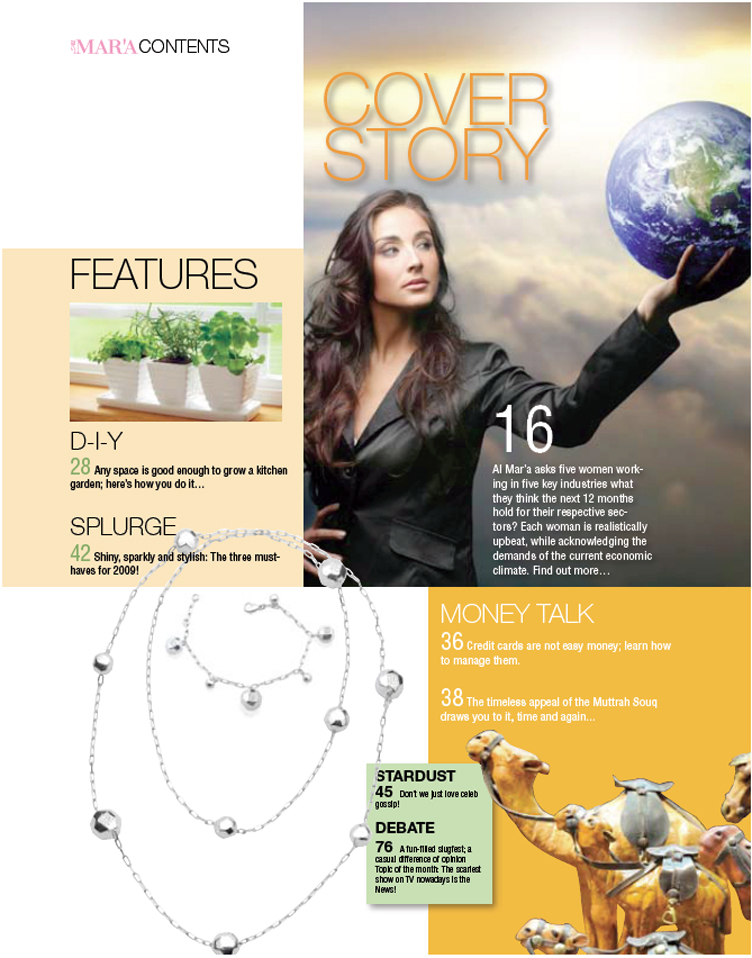 THE MAR'A CONTENTS
COVER
STORY
16
Al Mar's asks five women work-
ing in five key industries what
they think the next 12 months
hold for their respective sec-
tors? Each woman is realistically
upbeat, while acknowledging the
demands of the current economic
climate. Find out more…
FEATURES
D-I-Y
28 Any space is good enough to grow a kitchen
garden; here's how you do it…
SPLURGE
42 Shiny, sparkly and stylish: The three must-
haves for 2009!
MONEY TALK
36 Credit cards are not easy money; learn how
to manage them.
38 The timeless appeal of the Muttrah Souq
draws you to it, time and again...
STARDUST
45 Don't we just love celeb
gossip!
DEBATE
76 A fun-filled slugfest; a
casual difference of opinion
Topic of the month: The scariest
show on TV nowadays is the
News!